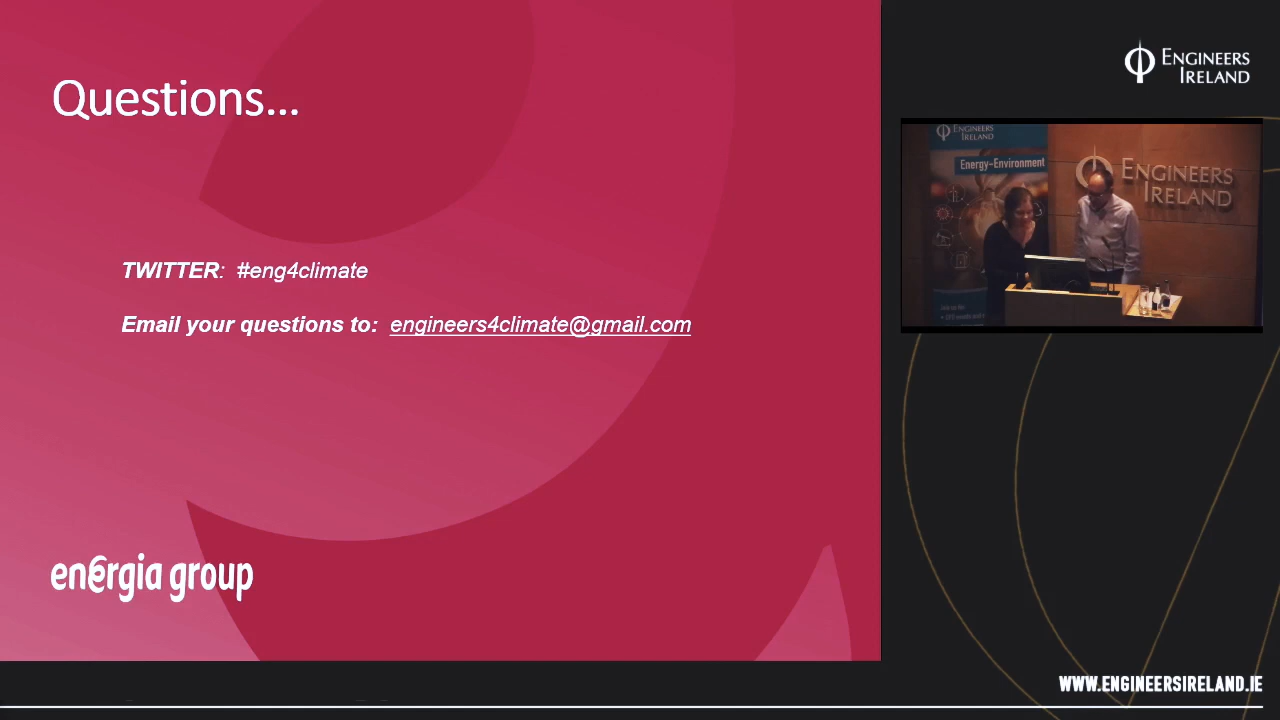 Questions...
TWITTER: #eng4climate
Email your questions to: engineers4climate@gmail.com
energia group
ENGINEERS
IRELAND
ENGINEERS
IRELAND
Energy-Environment
ENGINEERS
IRELAND
WWW.ENGINEERSIRELAND.IE